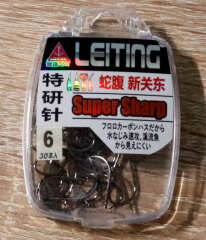 LEITING
蛇腹 新关东
特研针
Super Sharp
6
30本入
フロロカーボンハスだから
水なじみ速攻、渓流魚
から見えにくい